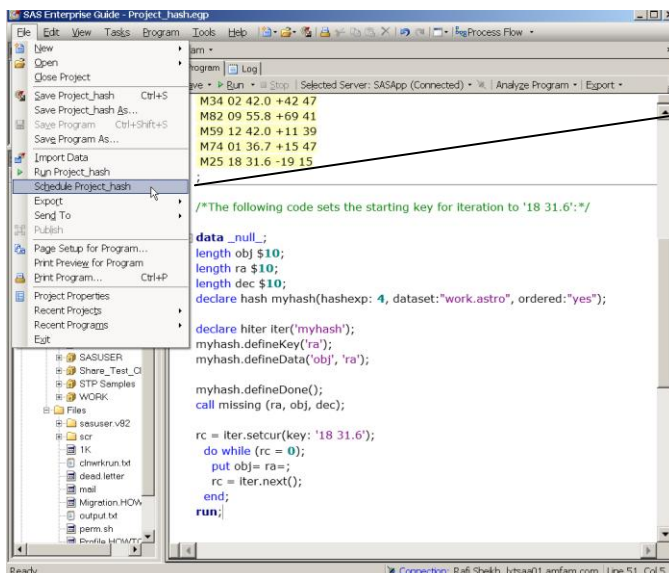 SAS Enterprise Guide - Project_hash.egp
File Edit View Tasks Program Tools Help Process Flow
New
Open
Close Project
Save Project_hash Ctrl+S
Save Project_hash As...
Save Program Ctrl+Shift+S
Save Program As...
Import Data
Run Project_hash
Schedule Project_hash
Export
Send To
Publish
Page Setup for Program...
Print Preview for Program
Print Program... Ctrl+P
Project Properties
Recent Projects
Recent Programs
Exit
SASUSER
Share_Test_Cl
STP Samples
WORK
Files
sasuser.v92
scr
1K
clnwrkrun.txt
dead.letter
mail
Migration.HOW
output.txt
perm.sh
Profile HOWTO
Log
Run Stop Selected Server: SASApp (Connected) Analyze Program Export
M34 02 42.0 +42 47
M82 09 55.8 +69 41
M59 12 42.0 +11 39
M74 01 36.7 +15 47
M25 18 31.6 -19 15
;
/*The following code sets the starting key for iteration to '18 31.6':*/
data _null_;
length obj $10;
length ra $10;
length dec $10;
declare hash myhash(hashexp: 4, dataset:"work.astro", ordered:"yes");
declare hiter iter('myhash');
myhash.defineKey('ra');
myhash.defineData('obj', 'ra');
myhash.defineDone();
call missing (ra, obj, dec);
rc = iter.setcur(key: '18 31.6');
do while (rc = 0);
put obj= ra=;
rc = iter.next();
end;
run;
Ready Connection: Rafi Sheikh, Line 51, Col 5